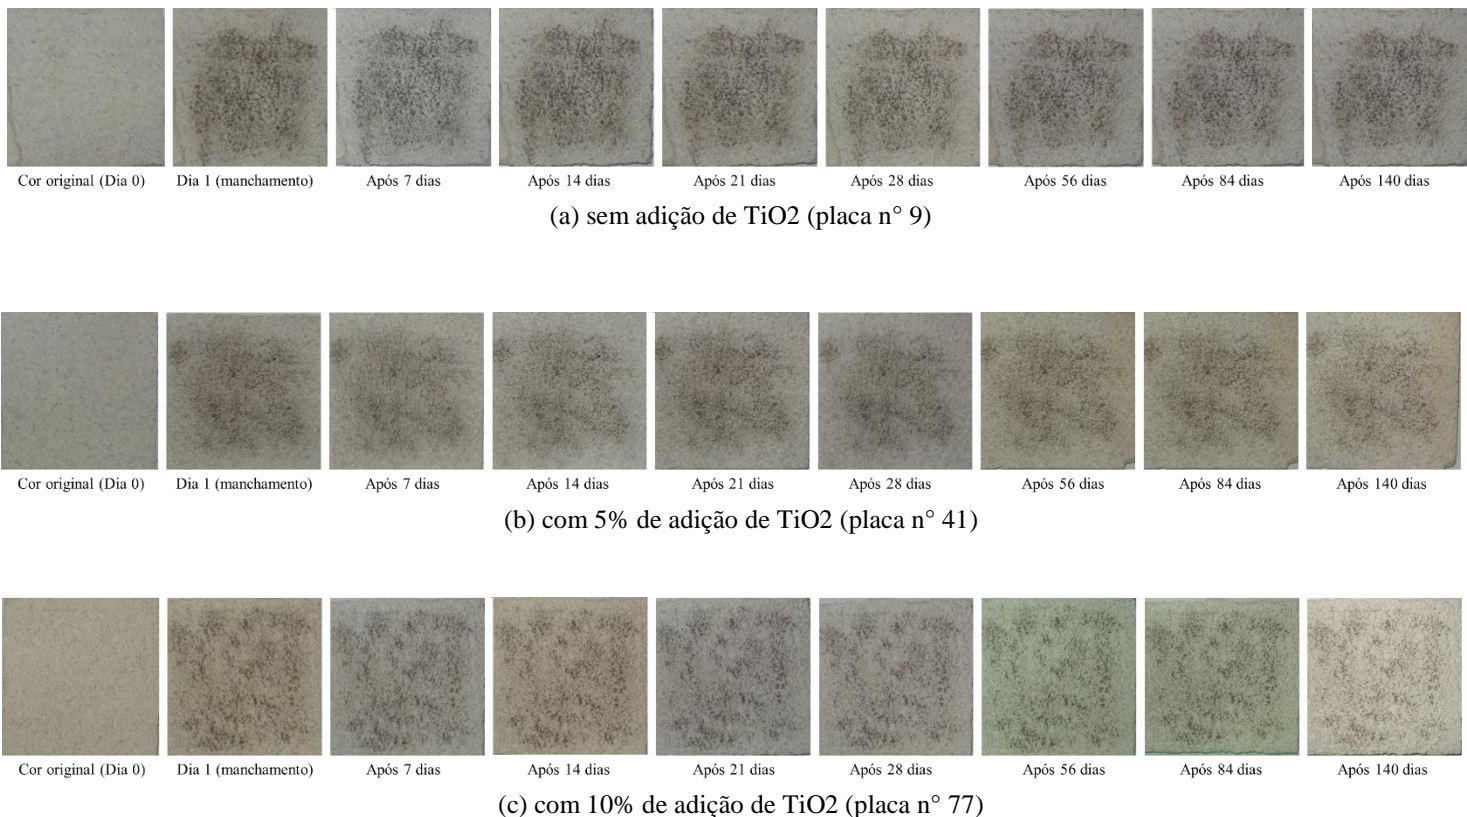 Cor original (Dia 0) Dia 1 (manchamento) Após 7 dias Após 14 dias Após 21 dias Após 28 dias Após 56 dias Após 84 dias Após 140 dias
(a) sem adição de TiO2 (placa n° 9)
Cor original (Dia 0) Dia 1 (manchamento) Após 7 dias Após 14 dias Após 21 dias Após 28 dias Após 56 dias Após 84 dias Após 140 dias
(b) com 5% de adição de TiO2 (placa n° 41)
Cor original (Dia 0) Dia 1 (manchamento) Após 7 dias Após 14 dias Após 21 dias Após 28 dias Após 56 dias Após 84 dias Após 140 dias
(c) com 10% de adição de TiO2 (placa n° 77)